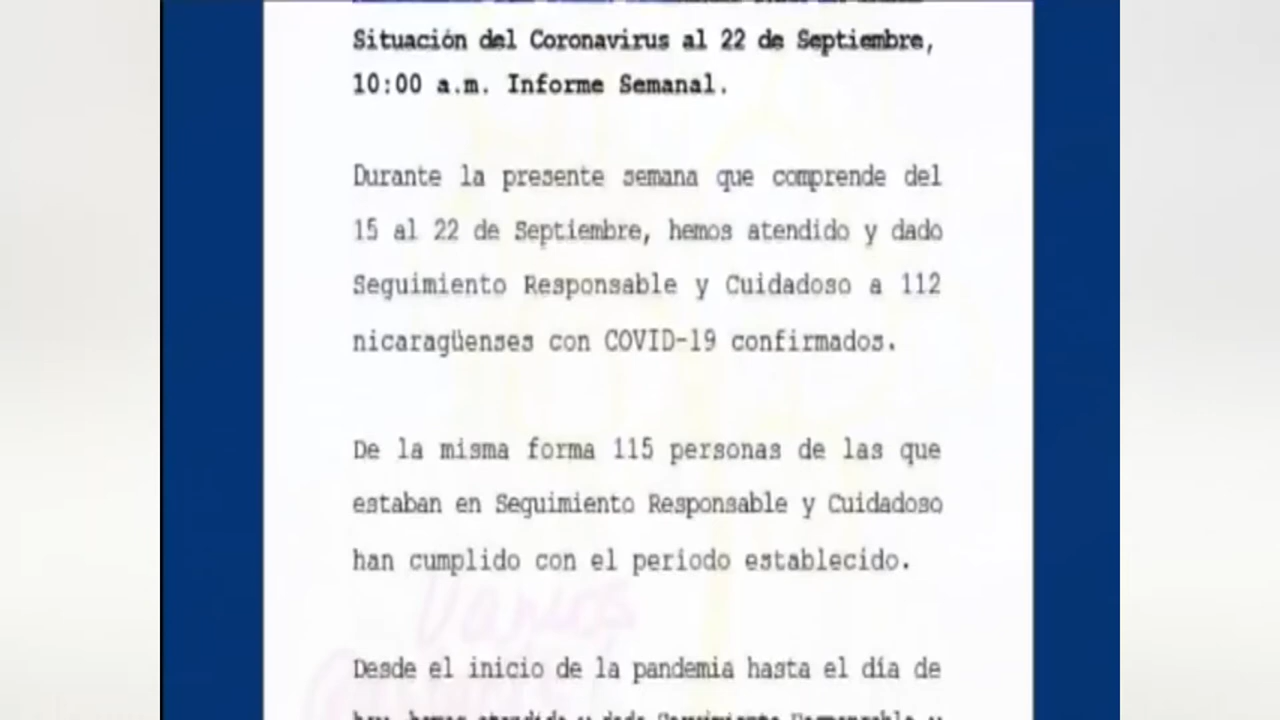 Situación del Coronavirus al 22 de Septiembre,
10:00 a.m. Informe Semanal.
Durante la presente semana que comprende del
15 al 22 de Septiembre, hemos atendido y dado
Seguimiento Responsable y Cuidadoso a 112
nicaragüenses con COVID-19 confirmados.
De la misma forma 115 personas de las que
estaban en Seguimiento Responsable y Cuidadoso
han cumplido con el periodo establecido.
Desde el inicio de la pandemia hasta el día de